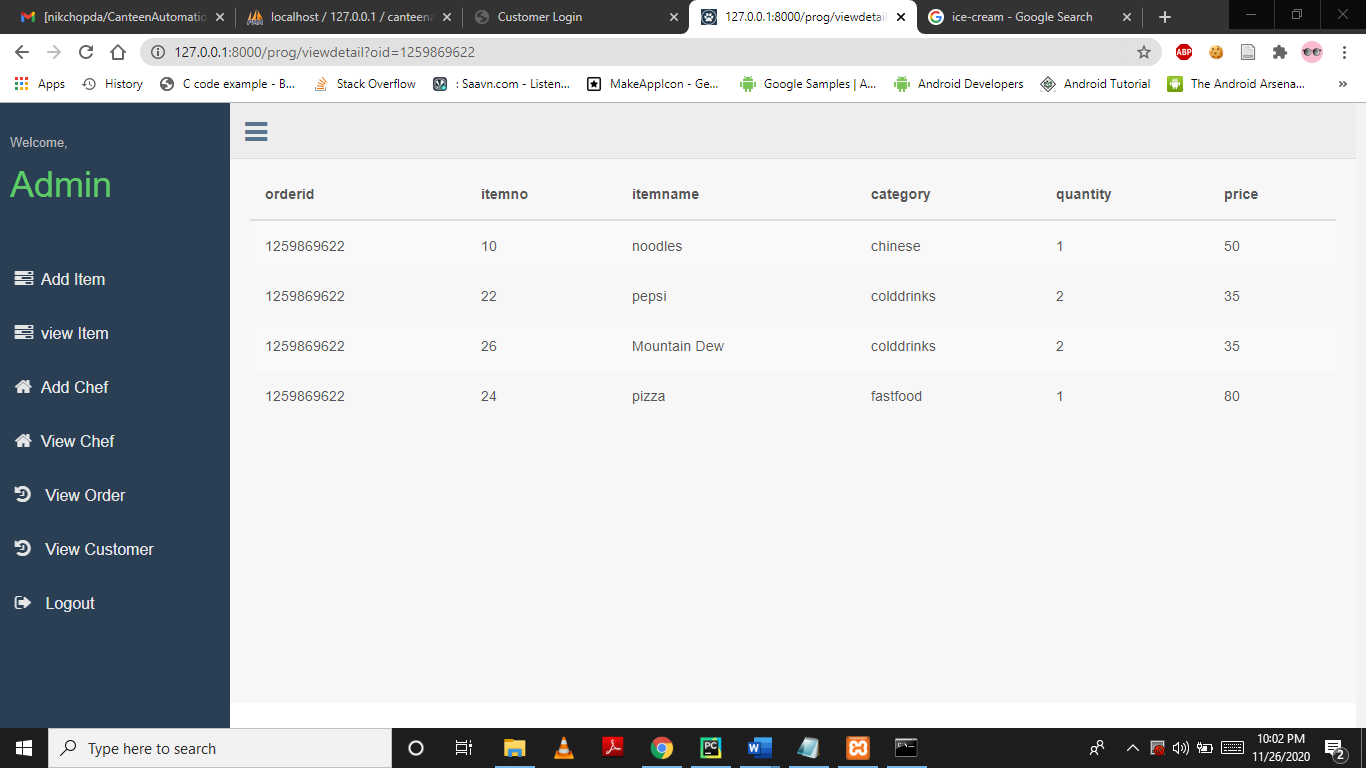 [nikchopda/CanteenAutomatio
localhost / 127.0.0.1 / canteena
Customer Login
127.0.0.1:8000/prog/viewdetail
ice-cream - Google Search
127.0.0.1:8000/prog/viewdetail?oid=1259869622
ABP
Apps
History
C code example - B...
Stack Overflow
: Saavn.com - Listen...
MakeAppIcon - Ge...
Google Samples | A...
Android Developers
Android Tutorial
The Android Arsena...
»
Welcome,
Admin
Add Item
view Item
Add Chef
View Chef
View Order
View Customer
Logout
orderid itemno itemname category quantity price
1259869622 10 noodles chinese 1 50
1259869622 22 pepsi colddrinks 2 35
1259869622 26 Mountain Dew colddrinks 2 35
1259869622 24 pizza fastfood 1 80
Type here to search
PC
W
10:02 PM
11/26/2020
2